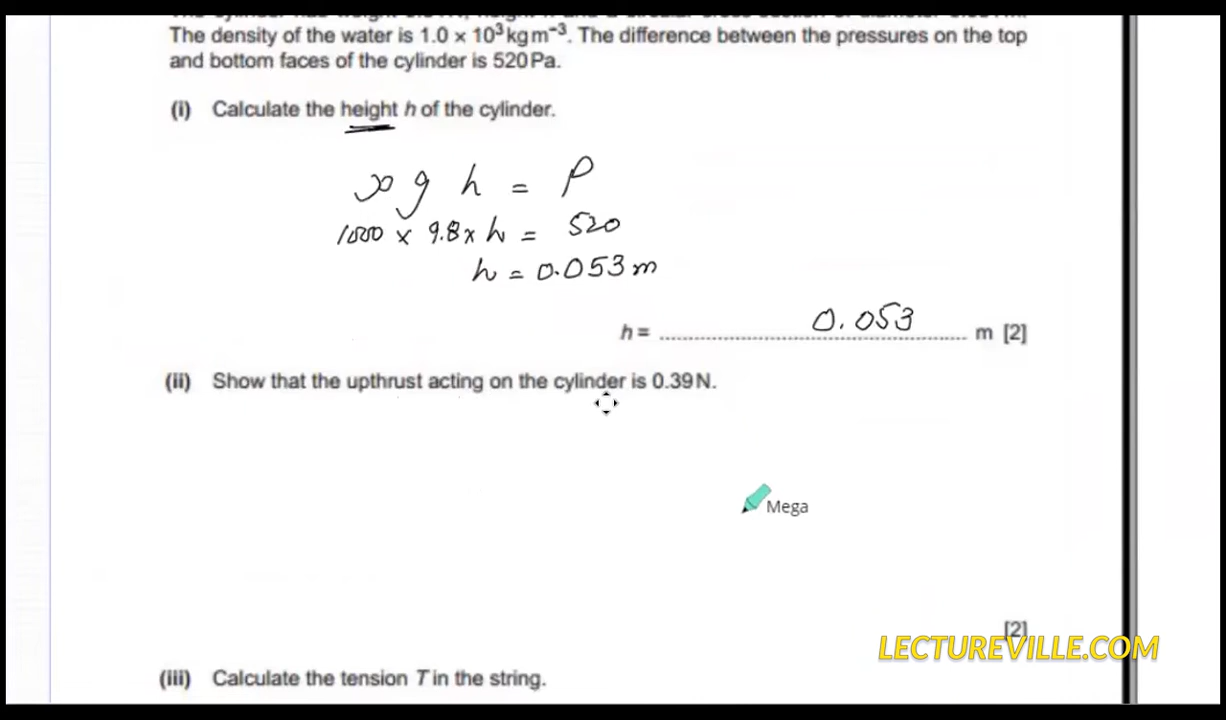 The density of the water is 1.0 × 10³ kg m⁻³. The difference between the pressures on the top
and bottom faces of the cylinder is 520 Pa.
(i) Calculate the height h of the cylinder.
ρ g h = P
1000 × 9.8 × h = 520
h = 0.053 m
h = ........ 0.053 ........ m [2]
(ii) Show that the upthrust acting on the cylinder is 0.39 N.
Mega
[2]
LECTUREVILLE.COM
(iii) Calculate the tension T in the string.